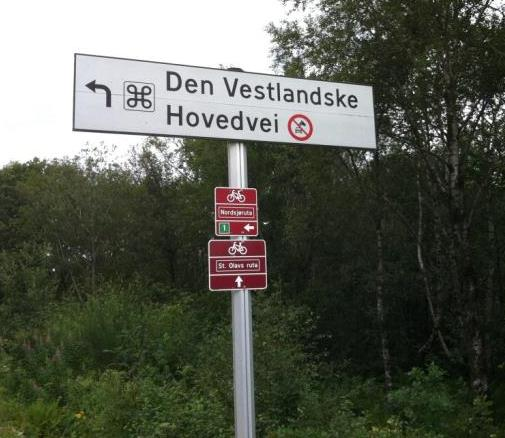 Den Vestlandske
Hovedvei
Nordsjøruta
1
St. Olavs ruta